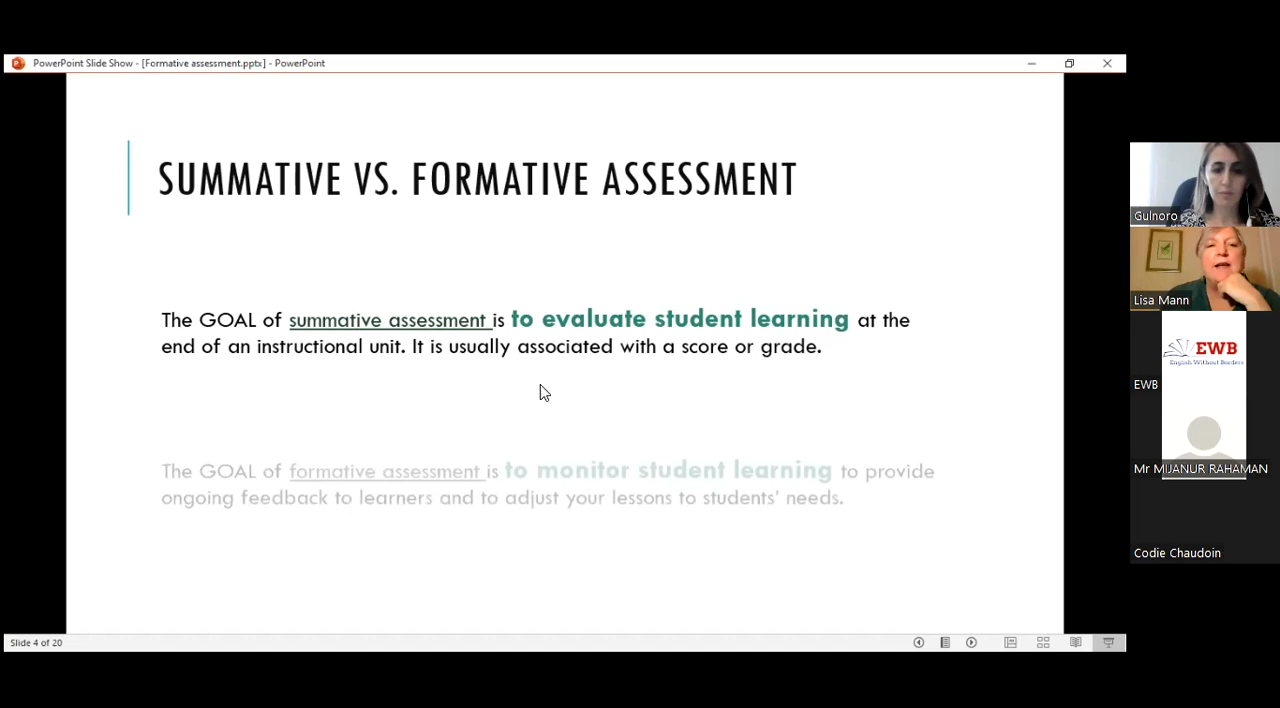 PowerPoint Slide Show - [Formative assessment.pptx] - PowerPoint
SUMMATIVE VS. FORMATIVE ASSESSMENT
The GOAL of summative assessment is to evaluate student learning at the
end of an instructional unit. It is usually associated with a score or grade.
The GOAL of formative assessment is to monitor student learning to provide
ongoing feedback to learners and to adjust your lessons to students' needs.
Slide 4 of 20
Gulnoro
Lisa Mann
EWB
English Without Borders
EWB
Mr MIJANUR RAHAMAN
Codie Chaudoin